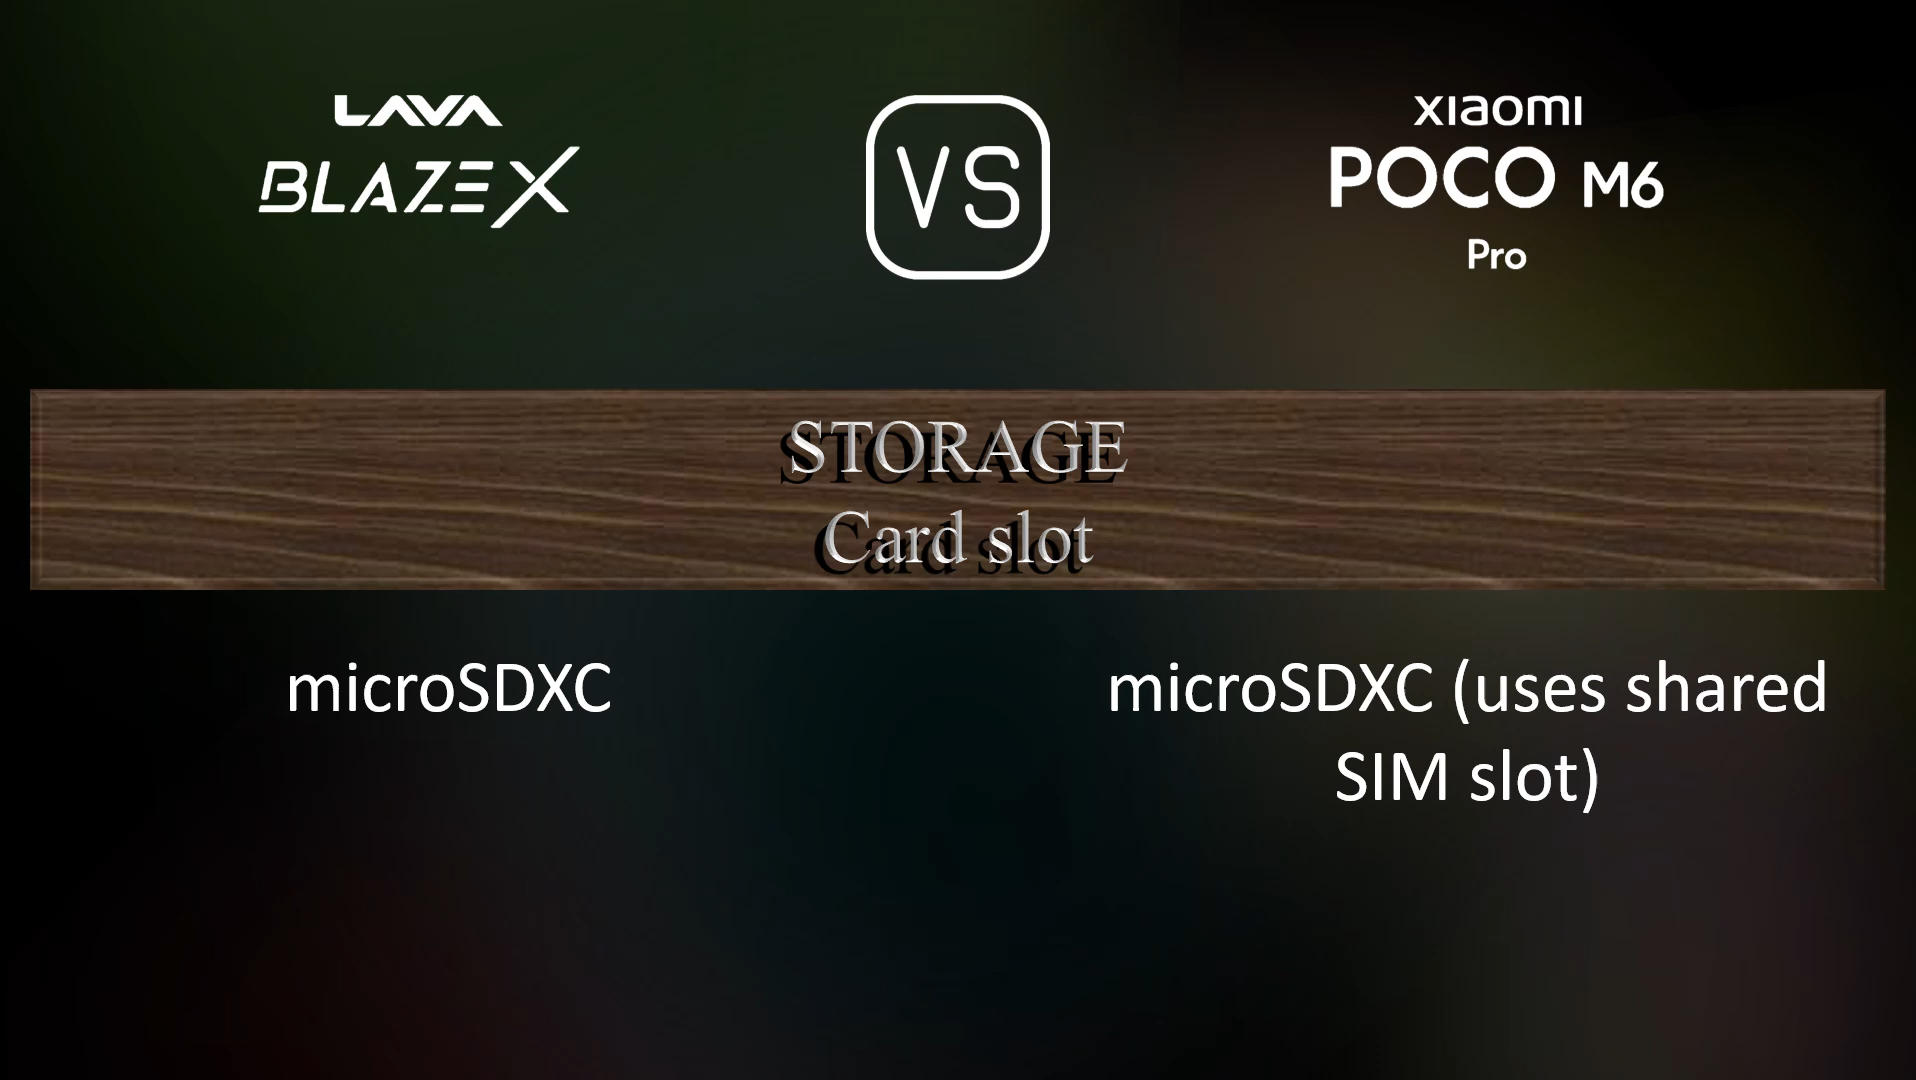 LAVA
BLAZE X
VS
xiaomi
POCO M6
Pro
STORAGE
Card slot
microSDXC
microSDXC (uses shared
SIM slot)